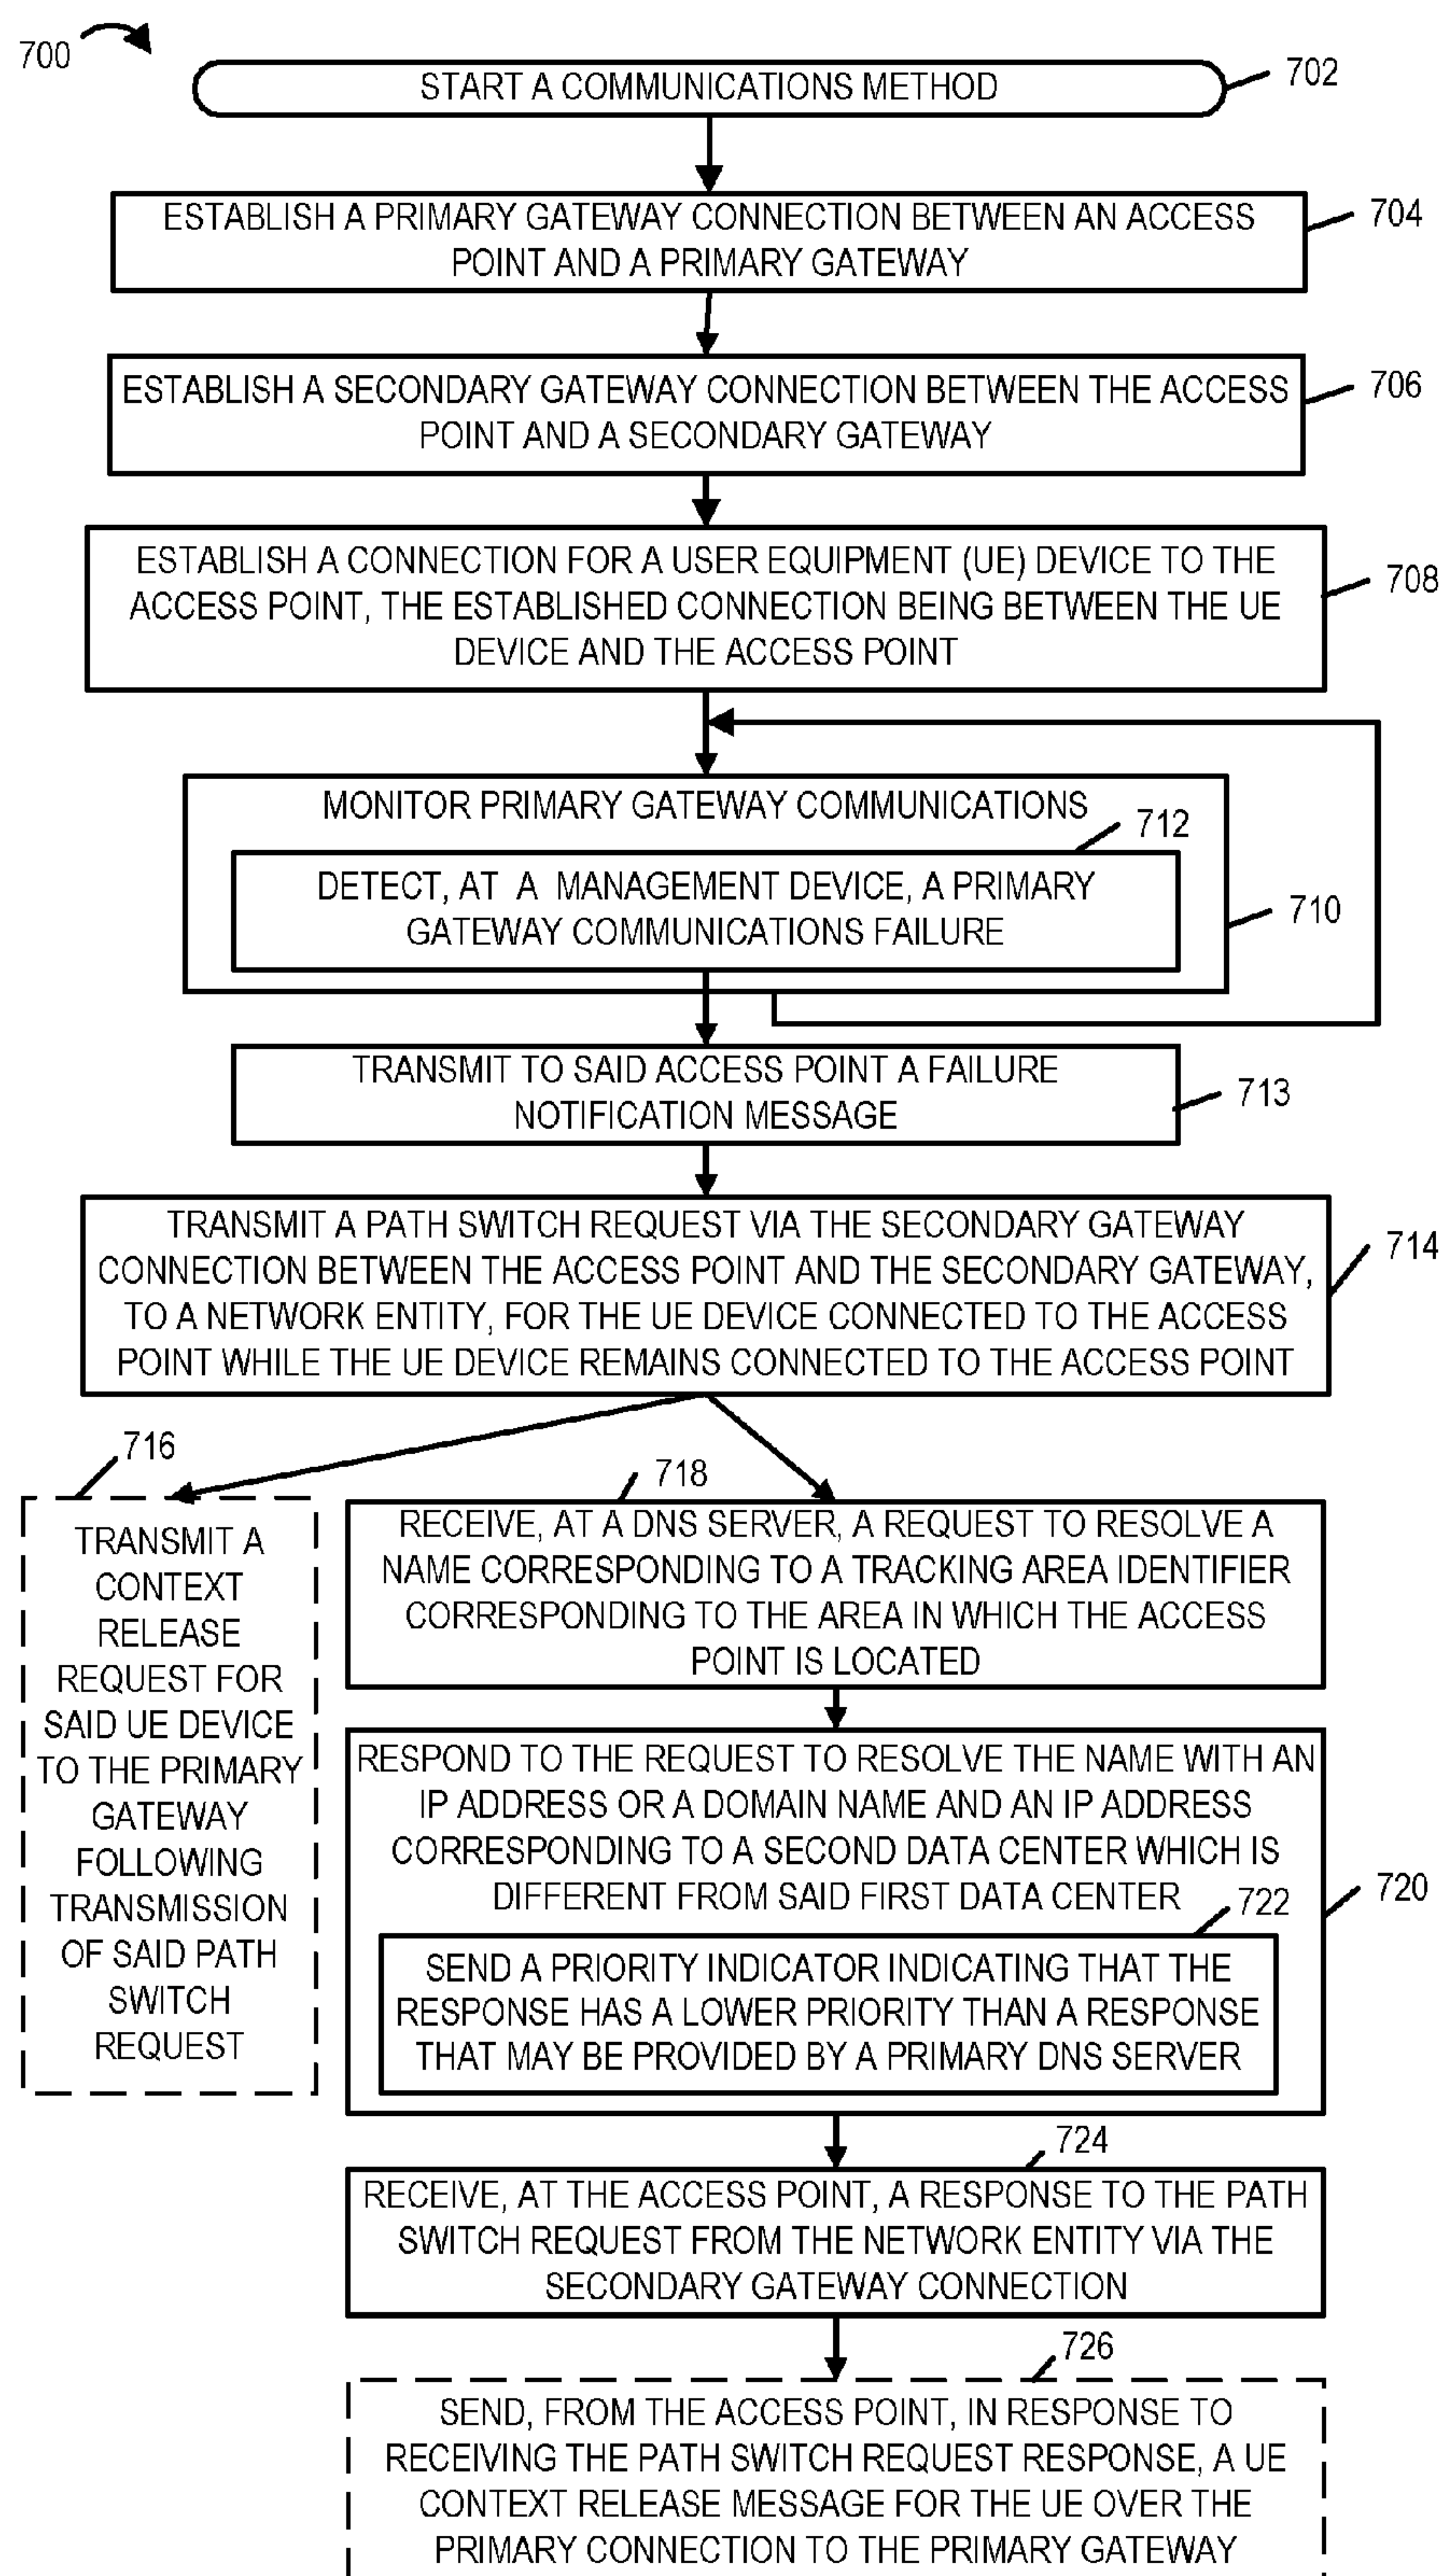 700
START A COMMUNICATIONS METHOD
702
ESTABLISH A PRIMARY GATEWAY CONNECTION BETWEEN AN ACCESS
POINT AND A PRIMARY GATEWAY
704
ESTABLISH A SECONDARY GATEWAY CONNECTION BETWEEN THE ACCESS
POINT AND A SECONDARY GATEWAY
706
ESTABLISH A CONNECTION FOR A USER EQUIPMENT (UE) DEVICE TO THE
ACCESS POINT, THE ESTABLISHED CONNECTION BEING BETWEEN THE UE
DEVICE AND THE ACCESS POINT
708
MONITOR PRIMARY GATEWAY COMMUNICATIONS
712
DETECT, AT A MANAGEMENT DEVICE, A PRIMARY
GATEWAY COMMUNICATIONS FAILURE
710
TRANSMIT TO SAID ACCESS POINT A FAILURE
NOTIFICATION MESSAGE
713
TRANSMIT A PATH SWITCH REQUEST VIA THE SECONDARY GATEWAY
CONNECTION BETWEEN THE ACCESS POINT AND THE SECONDARY GATEWAY,
TO A NETWORK ENTITY, FOR THE UE DEVICE CONNECTED TO THE ACCESS
POINT WHILE THE UE DEVICE REMAINS CONNECTED TO THE ACCESS POINT
714
716
TRANSMIT A
CONTEXT
RELEASE
REQUEST FOR
SAID UE DEVICE
TO THE PRIMARY
GATEWAY
FOLLOWING
TRANSMISSION
OF SAID PATH
SWITCH
REQUEST
718
RECEIVE, AT A DNS SERVER, A REQUEST TO RESOLVE A
NAME CORRESPONDING TO A TRACKING AREA IDENTIFIER
CORRESPONDING TO THE AREA IN WHICH THE ACCESS
POINT IS LOCATED
RESPOND TO THE REQUEST TO RESOLVE THE NAME WITH AN
IP ADDRESS OR A DOMAIN NAME AND AN IP ADDRESS
CORRESPONDING TO A SECOND DATA CENTER WHICH IS
DIFFERENT FROM SAID FIRST DATA CENTER
720
722
SEND A PRIORITY INDICATOR INDICATING THAT THE
RESPONSE HAS A LOWER PRIORITY THAN A RESPONSE
THAT MAY BE PROVIDED BY A PRIMARY DNS SERVER
724
RECEIVE, AT THE ACCESS POINT, A RESPONSE TO THE PATH
SWITCH REQUEST FROM THE NETWORK ENTITY VIA THE
SECONDARY GATEWAY CONNECTION
726
SEND, FROM THE ACCESS POINT, IN RESPONSE TO
RECEIVING THE PATH SWITCH REQUEST RESPONSE, A UE
CONTEXT RELEASE MESSAGE FOR THE UE OVER THE
PRIMARY CONNECTION TO THE PRIMARY GATEWAY